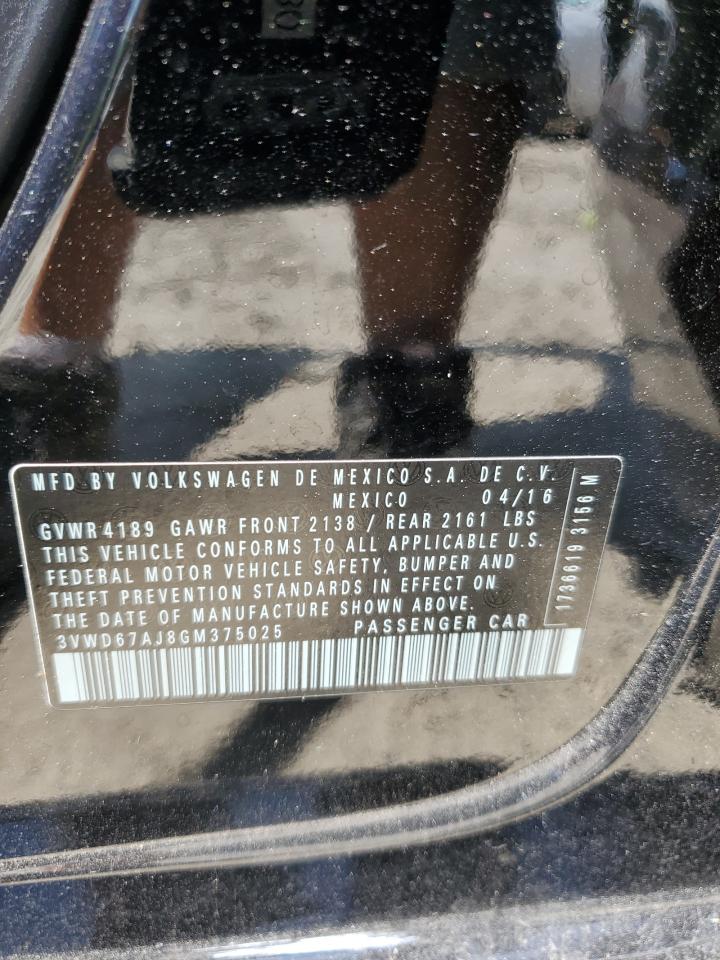 MFD BY VOLKSWAGEN DE MEXICO S.A. DE C.V.
MEXICO 04/16
GVWR 4189 GAWR FRONT 2138 / REAR 2161 LBS
THIS VEHICLE CONFORMS TO ALL APPLICABLE U.S.
FEDERAL MOTOR VEHICLE SAFETY, BUMPER AND
THEFT PREVENTION STANDARDS IN EFFECT ON
THE DATE OF MANUFACTURE SHOWN ABOVE.
3VWD67AJ8GM375025 PASSENGER CAR
1736619 3156 M